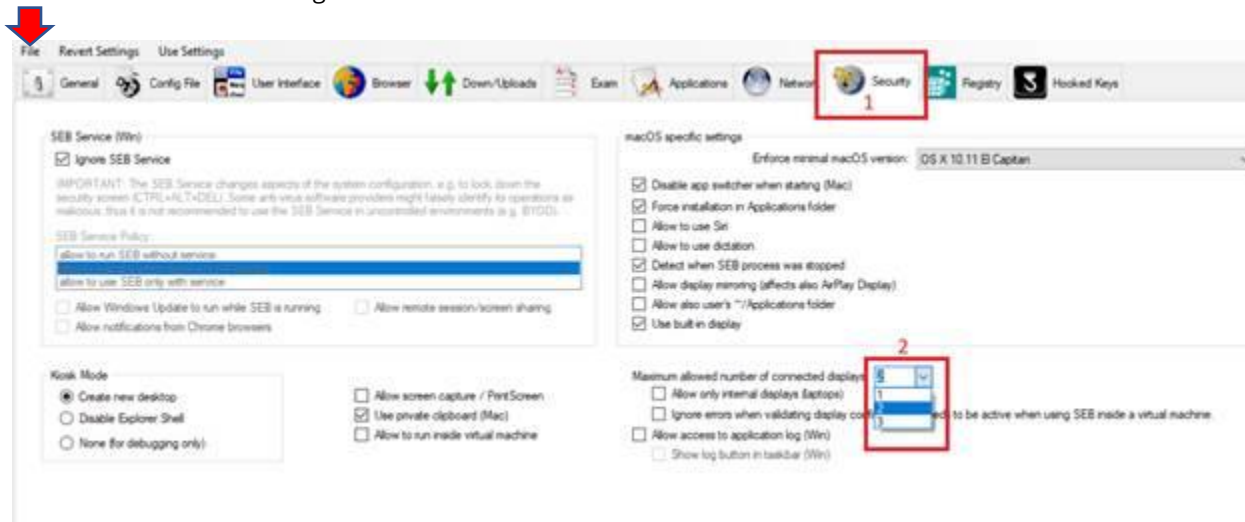 File Revert Settings Use Settings
General Config File User Interface Browser Down/Uploads Exam Applications Network Security Registry Hooked Keys
1
SEB Service (Win)
Ignore SEB Service
IMPORTANT: The SEB Service changes aspects of the system configuration, e.g. to lock down the
security screen (CTRL+ALT+DEL). Some anti virus software providers might falsely identify its operations as
malicious, thus it is not recommended to use the SEB Service in uncontrolled environments (e.g. BYOD).
SEB Service Policy:
allow to run SEB without service
allow to use SEB only with service
Allow Windows Update to run while SEB is running
Allow remote session/screen sharing
Allow notifications from Chrome browsers
macOS specific settings
Enforce minimal macOS version: OS X 10.11 El Capitan
Disable app switcher when starting (Mac)
Force installation in Applications folder
Allow to use Siri
Allow to use dictation
Detect when SEB process was stopped
Allow display mirroring (affects also AirPlay Display)
Allow also user's ~/Applications folder
Use built-in display
Kiosk Mode
Create new desktop
Disable Explorer Shell
None (for debugging only)
Allow screen capture / PrintScreen
Use private clipboard (Mac)
Allow to run inside virtual machine
2
Maximum allowed number of connected displays
1
2
3
Allow only internal displays (laptops)
Ignore errors when validating display to be active when using SEB inside a virtual machine.
Allow access to application log (Win)
Show log button in taskbar (Win)